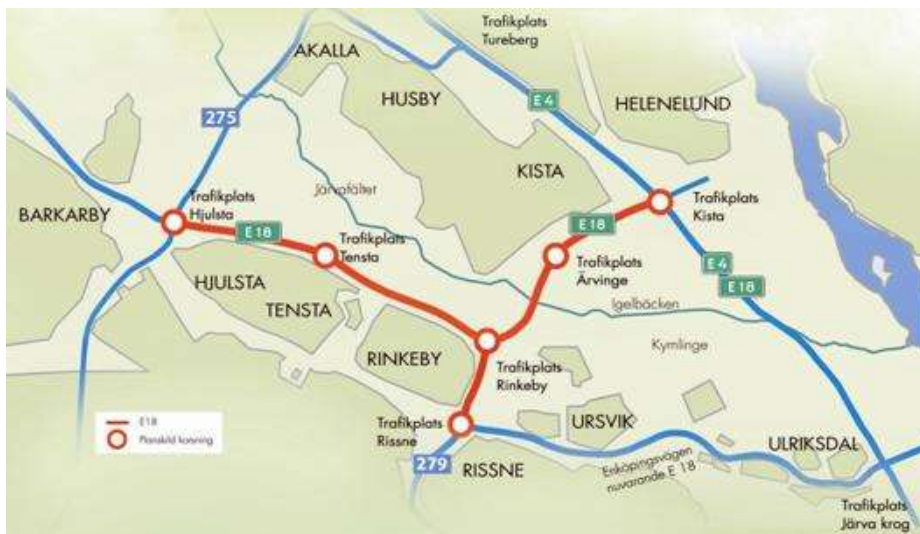 Trafikplats
Tureberg
AKALLA
HUSBY
E4
HELENELUND
275
KISTA
Trafikplats
Hjulsta
Järvafältet
Trafikplats
Kista
BARKARBY
E18
E18
Trafikplats
Tensta
Trafikplats
Ärvinge
E4
E18
HJULSTA
TENSTA
Igelbäcken
RINKEBY
Trafikplats
Rinkeby
Kymlinge
E18
Planskild korsning
Trafikplats
Rissne
URSVIK
ULRIKSDAL
279
RISSNE
Enköpingsvägen
nuvarande E 18
Trafikplats
Järva krog